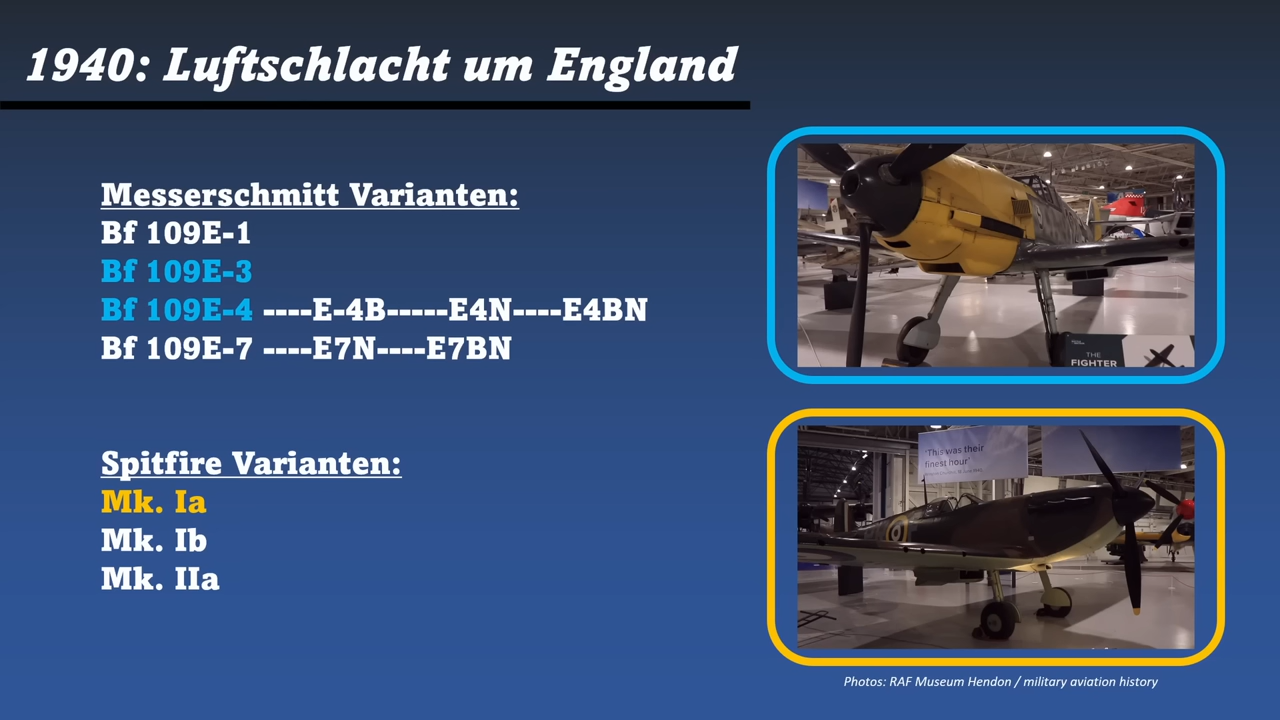 1940: Luftschlacht um England
Messerschmitt Varianten:
Bf 109E-1
Bf 109E-3
Bf 109E-4 ----E-4B-----E4N----E4BN
Bf 109E-7 ----E7N----E7BN
THE
FIGHTER
Spitfire Varianten:
Mk. Ia
Mk. Ib
Mk. IIa
'This was their
finest hour'
Photos: RAF Museum Hendon / military aviation history